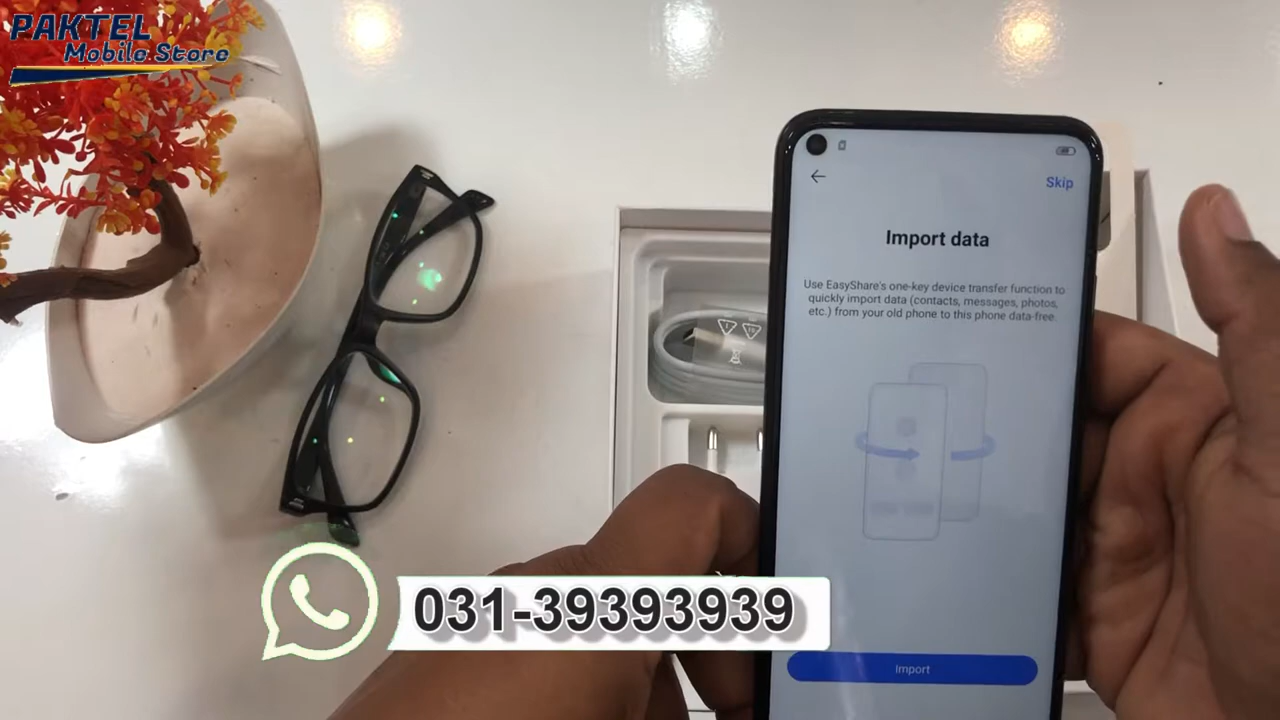 PAKTEL
Mobile Store
Skip
Import data
Use EasyShare's one-key device transfer function to
quickly import data (contacts, messages, photos,
etc.) from your old phone to this phone data-free.
031-39393939
Import